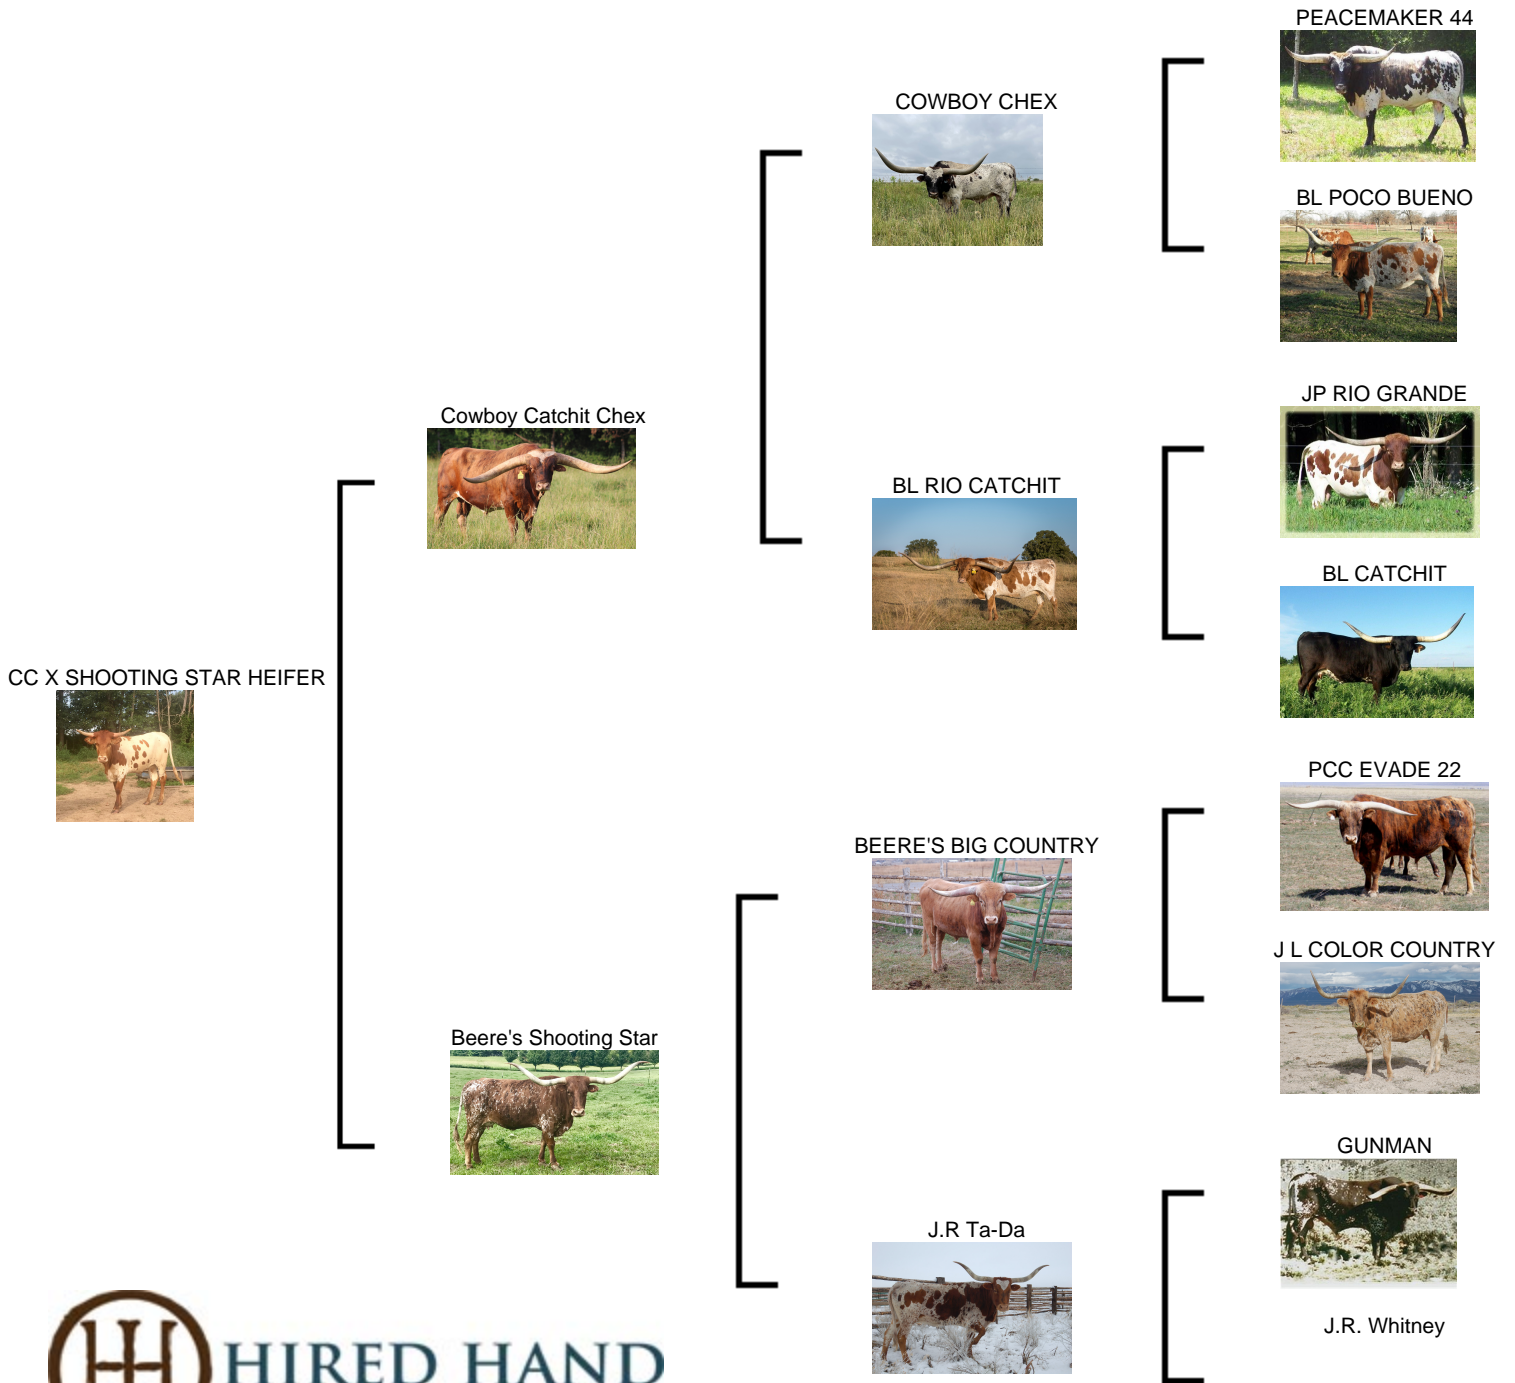 PEACEMAKER 44
COWBOY CHEX
BL POCO BUENO
JP RIO GRANDE
Cowboy Catchit Chex
BL RIO CATCHIT
BL CATCHIT
CC X SHOOTING STAR HEIFER
PCC EVADE 22
BEERE'S BIG COUNTRY
J L COLOR COUNTRY
Beere's Shooting Star
GUNMAN
J.R Ta-Da
J.R. Whitney
HIRED HAND